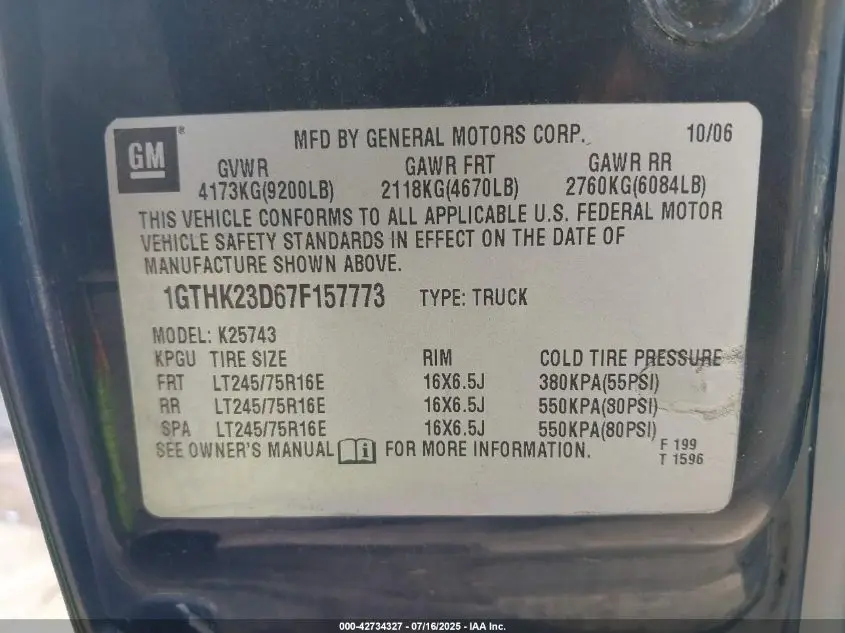 GM®
MFD BY GENERAL MOTORS CORP. 10/06
GVWR GAWR FRT GAWR RR
4173KG(9200LB) 2118KG(4670LB) 2760KG(6084LB)
THIS VEHICLE CONFORMS TO ALL APPLICABLE U.S. FEDERAL MOTOR
VEHICLE SAFETY STANDARDS IN EFFECT ON THE DATE OF
MANUFACTURE SHOWN ABOVE.
1GTHK23D67F157773 TYPE: TRUCK
MODEL: K25743
KPGU TIRE SIZE RIM COLD TIRE PRESSURE
FRT LT245/75R16E 16X6.5J 380KPA(55PSI)
RR LT245/75R16E 16X6.5J 550KPA(80PSI)
SPA LT245/75R16E 16X6.5J 550KPA(80PSI)
SEE OWNER'S MANUAL i FOR MORE INFORMATION.
F 199
T 1596
000-42734327 - 07/16/2025 - IAA Inc.